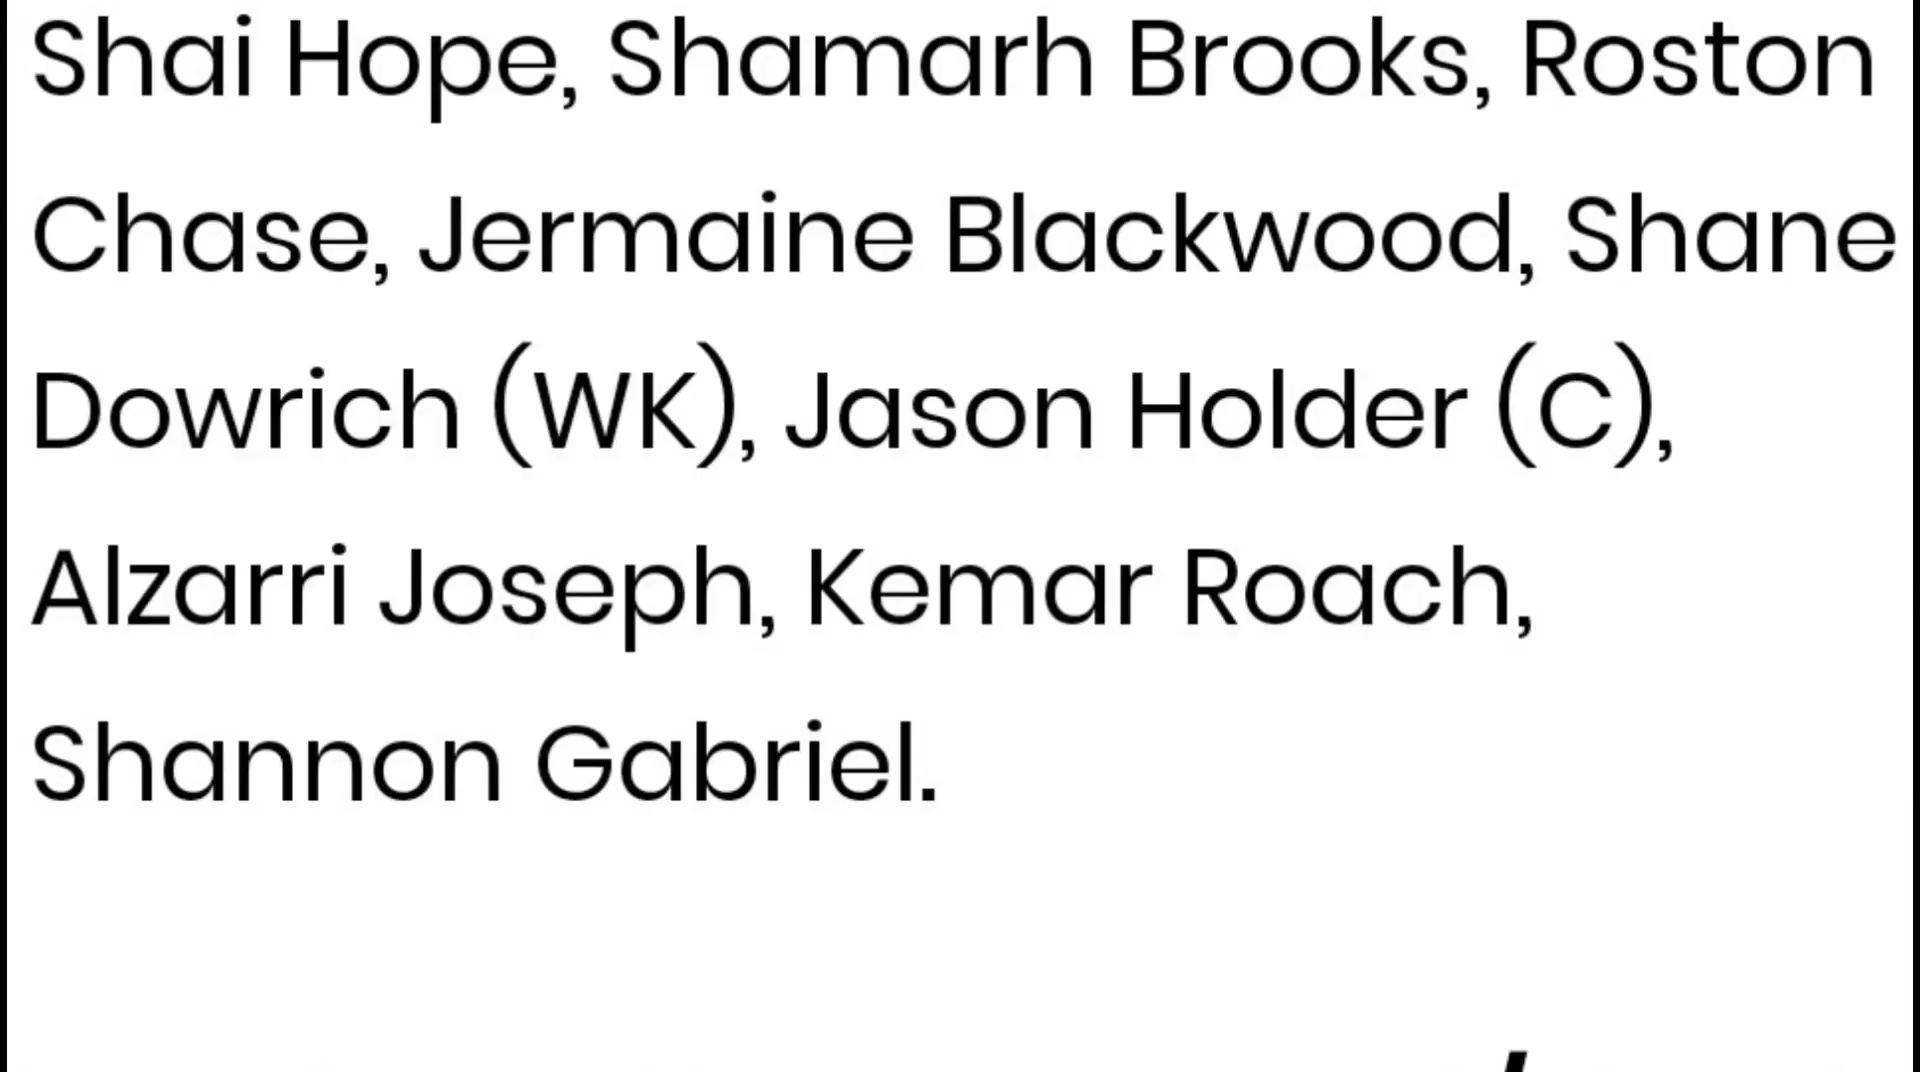 Shai Hope, Shamarh Brooks, Roston
Chase, Jermaine Blackwood, Shane
Dowrich (WK), Jason Holder (C),
Alzarri Joseph, Kemar Roach,
Shannon Gabriel.